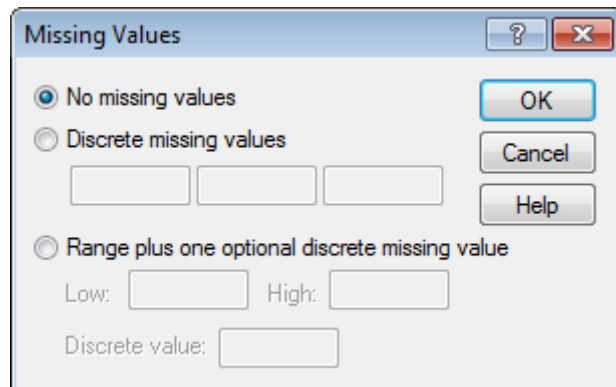 Missing Values
?
No missing values
OK
Discrete missing values
Cancel
Help
Range plus one optional discrete missing value
Low: High:
Discrete value: